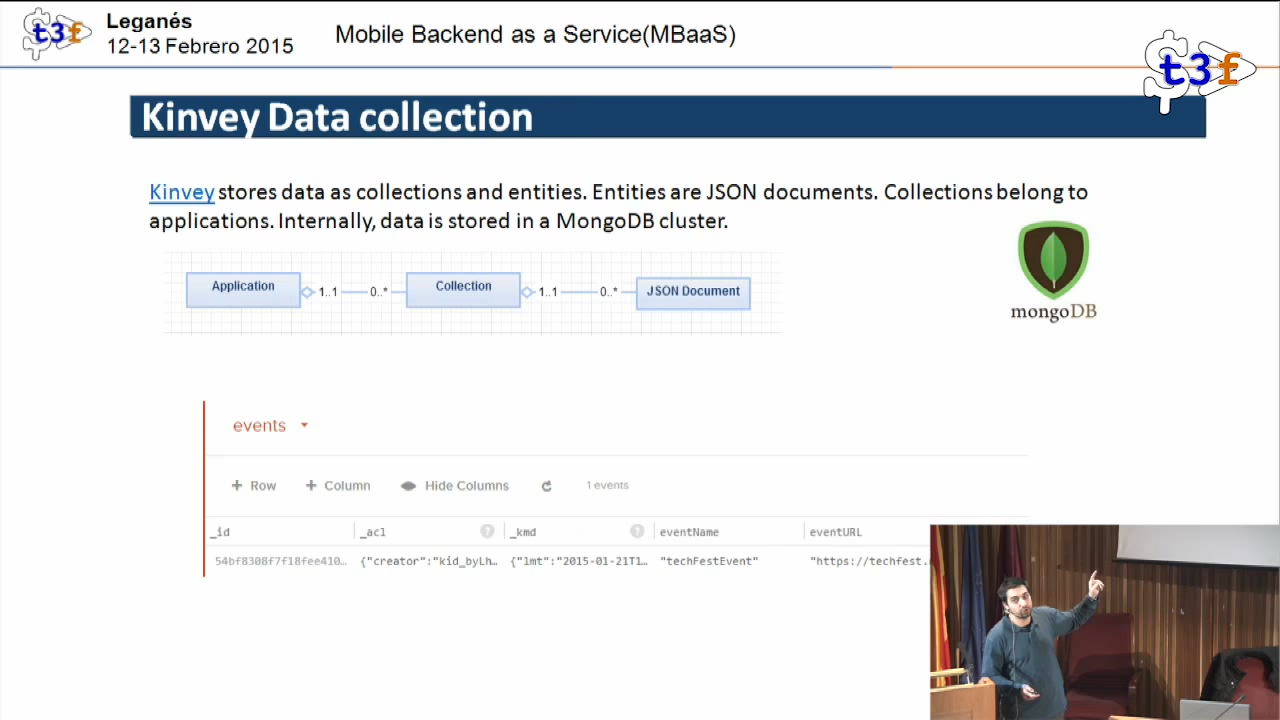 t3f
Leganés
12-13 Febrero 2015
Mobile Backend as a Service(MBaaS)
t3f
Kinvey Data collection
Kinvey stores data as collections and entities. Entities are JSON documents. Collections belong to
applications. Internally, data is stored in a MongoDB cluster.
Application 1..1 0..* Collection 1..1 0..* JSON Document
mongoDB
events
+ Row + Column Hide Columns 1 events
_id _acl ? _kmd ? eventName eventURL
54bf8308f7f18fee410… {"creator":"kid_byLh… {"lmt":"2015-01-21T1… "techFestEvent" "https://techfest.